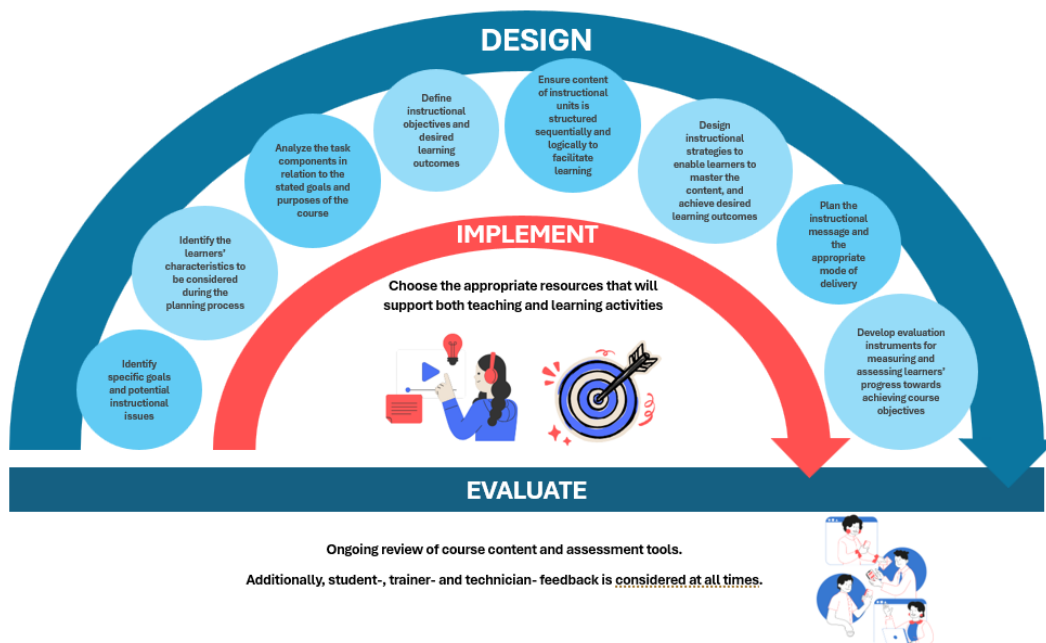 DESIGN
Identify
specific goals
and potential
instructional
issues
Identify the
learners'
characteristics to
be considered
during the
planning process
Analyze the task
components in
relation to the
stated goals and
purposes of the
course
Define
instructional
objectives and
desired
learning
outcomes
Ensure content
of instructional
units is
structured
sequentially and
logically to
facilitate
learning
Design
instructional
strategies to
enable learners to
master the
content, and
achieve desired
learning outcomes
Plan the
instructional
message and
the
appropriate
mode of
delivery
Develop evaluation
instruments for
measuring and
assessing learners'
progress towards
achieving course
objectives
IMPLEMENT
Choose the appropriate resources that will
support both teaching and learning activities
EVALUATE
Ongoing review of course content and assessment tools.
Additionally, student-, trainer- and technician- feedback is considered at all times.